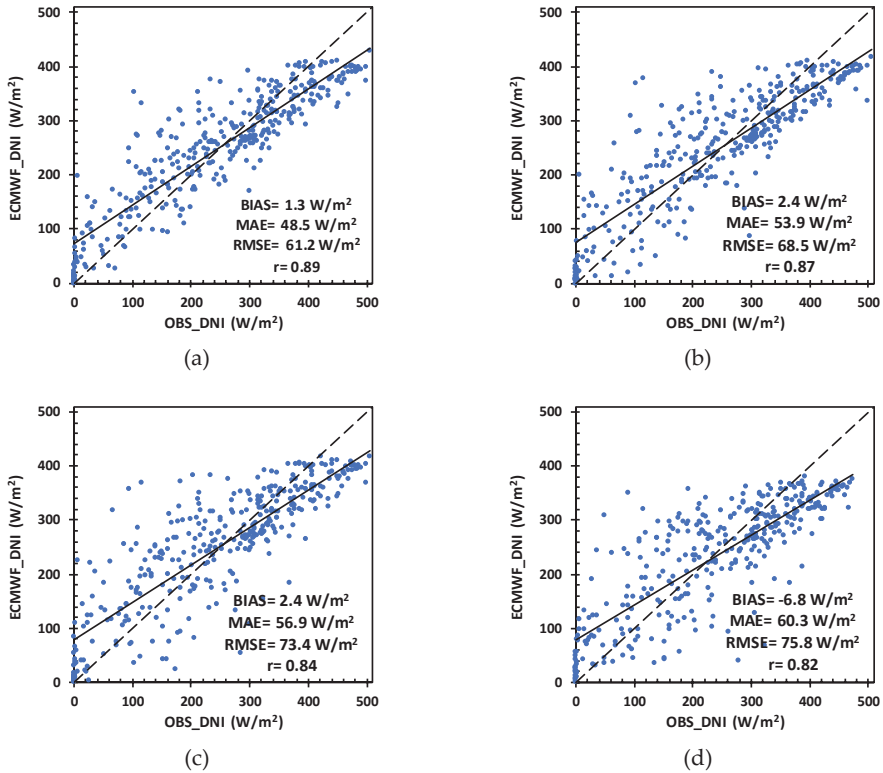 500
400
300
200
100
0
ECMWF_DNI (W/m²)
BIAS= 1.3 W/m²
MAE= 48.5 W/m²
RMSE= 61.2 W/m²
r= 0.89
0 100 200 300 400 500
OBS_DNI (W/m²)
(a)
500
400
300
200
100
0
ECMWF_DNI (W/m²)
BIAS= 2.4 W/m²
MAE= 53.9 W/m²
RMSE= 68.5 W/m²
r= 0.87
0 100 200 300 400 500
OBS_DNI (W/m²)
(b)
500
400
300
200
100
0
ECMWF_DNI (W/m²)
BIAS= 2.4 W/m²
MAE= 56.9 W/m²
RMSE= 73.4 W/m²
r= 0.84
0 100 200 300 400 500
OBS_DNI (W/m²)
(c)
500
400
300
200
100
0
ECMWF_DNI (W/m²)
BIAS= -6.8 W/m²
MAE= 60.3 W/m²
RMSE= 75.8 W/m²
r= 0.82
0 100 200 300 400 500
OBS_DNI (W/m²)
(d)